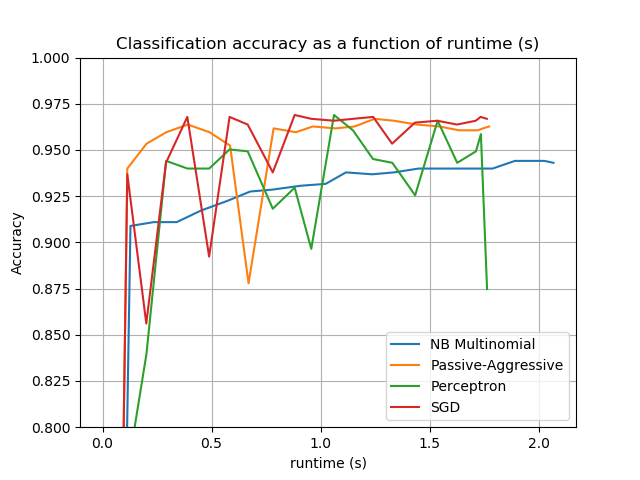 Classification accuracy as a function of runtime (s)
1.000
0.975
0.950
0.925
0.900
0.875
0.850
0.825
0.800
Accuracy
NB Multinomial
Passive-Aggressive
Perceptron
SGD
0.0 0.5 1.0 1.5 2.0
runtime (s)